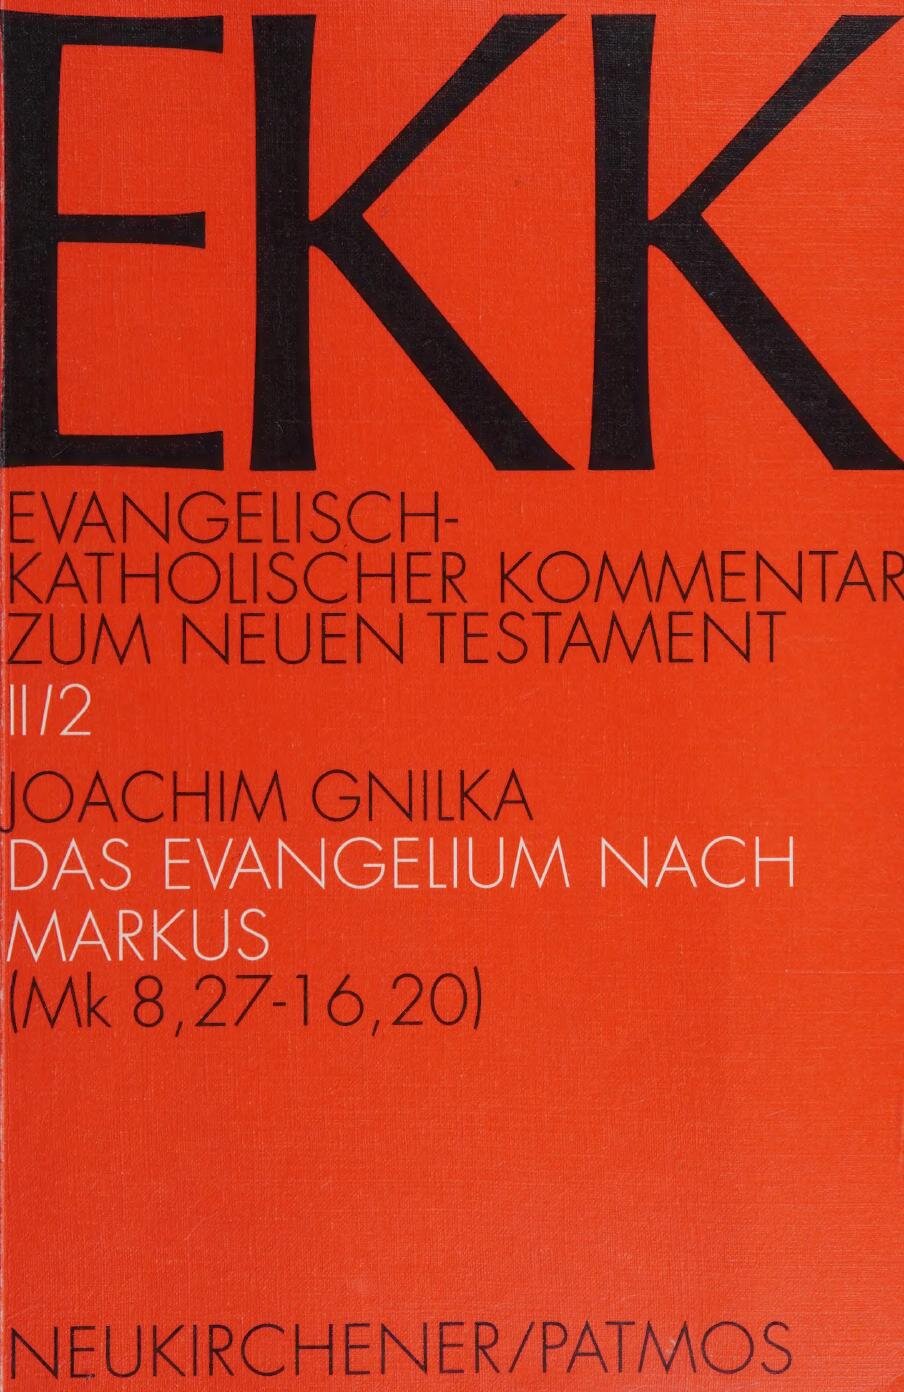 EKK
EVANGELISCH-
KATHOLISCHER KOMMENTAR
ZUM NEUEN TESTAMENT
II/2
JOACHIM GNILKA
DAS EVANGELIUM NACH
MARKUS
(Mk 8,27-16,20)
NEUKIRCHENER/PATMOS